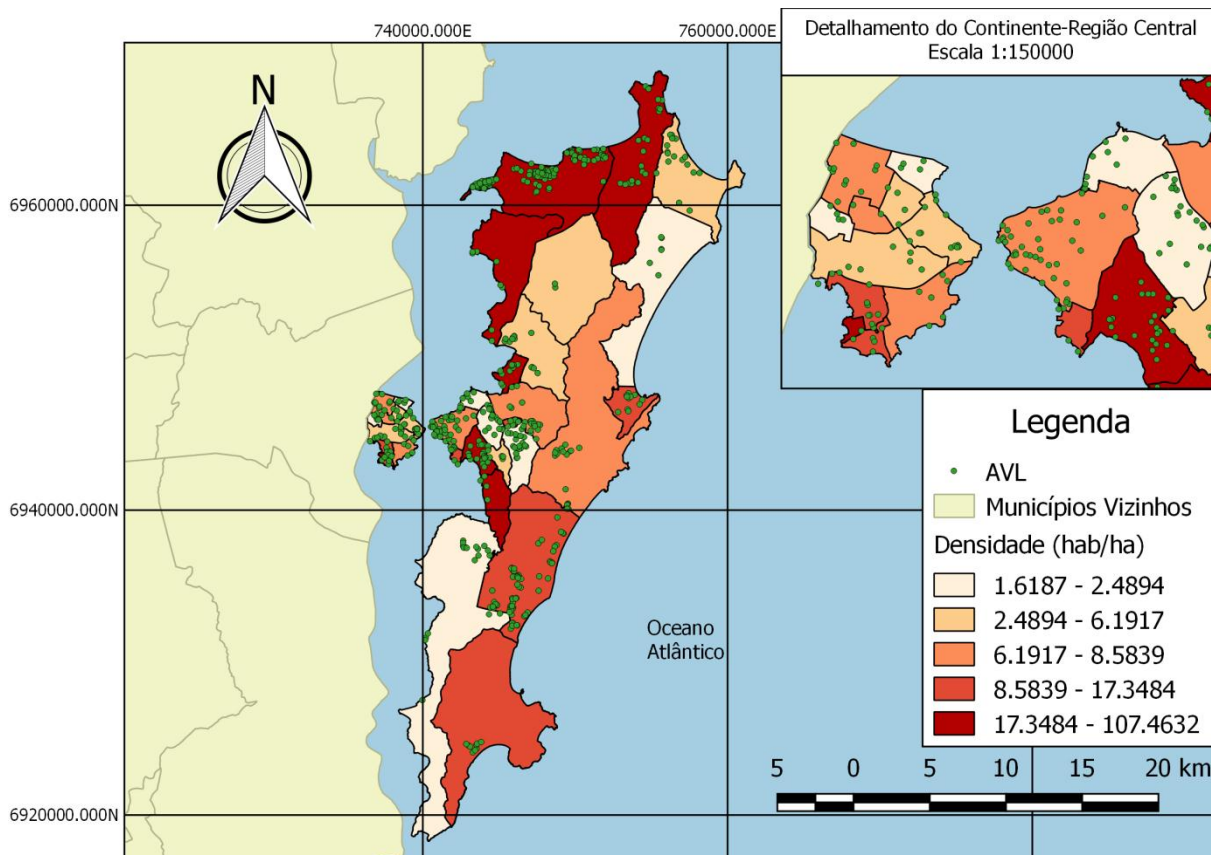 740000.000E
760000.000E
Detalhamento do Continente-Região Central
Escala 1:150000
N
6960000.000N
6940000.000N
6920000.000N
Oceano
Atlântico
Legenda
AVL
Municípios Vizinhos
Densidade (hab/ha)
1.6187 - 2.4894
2.4894 - 6.1917
6.1917 - 8.5839
8.5839 - 17.3484
17.3484 - 107.4632
5 0 5 10 15 20 km